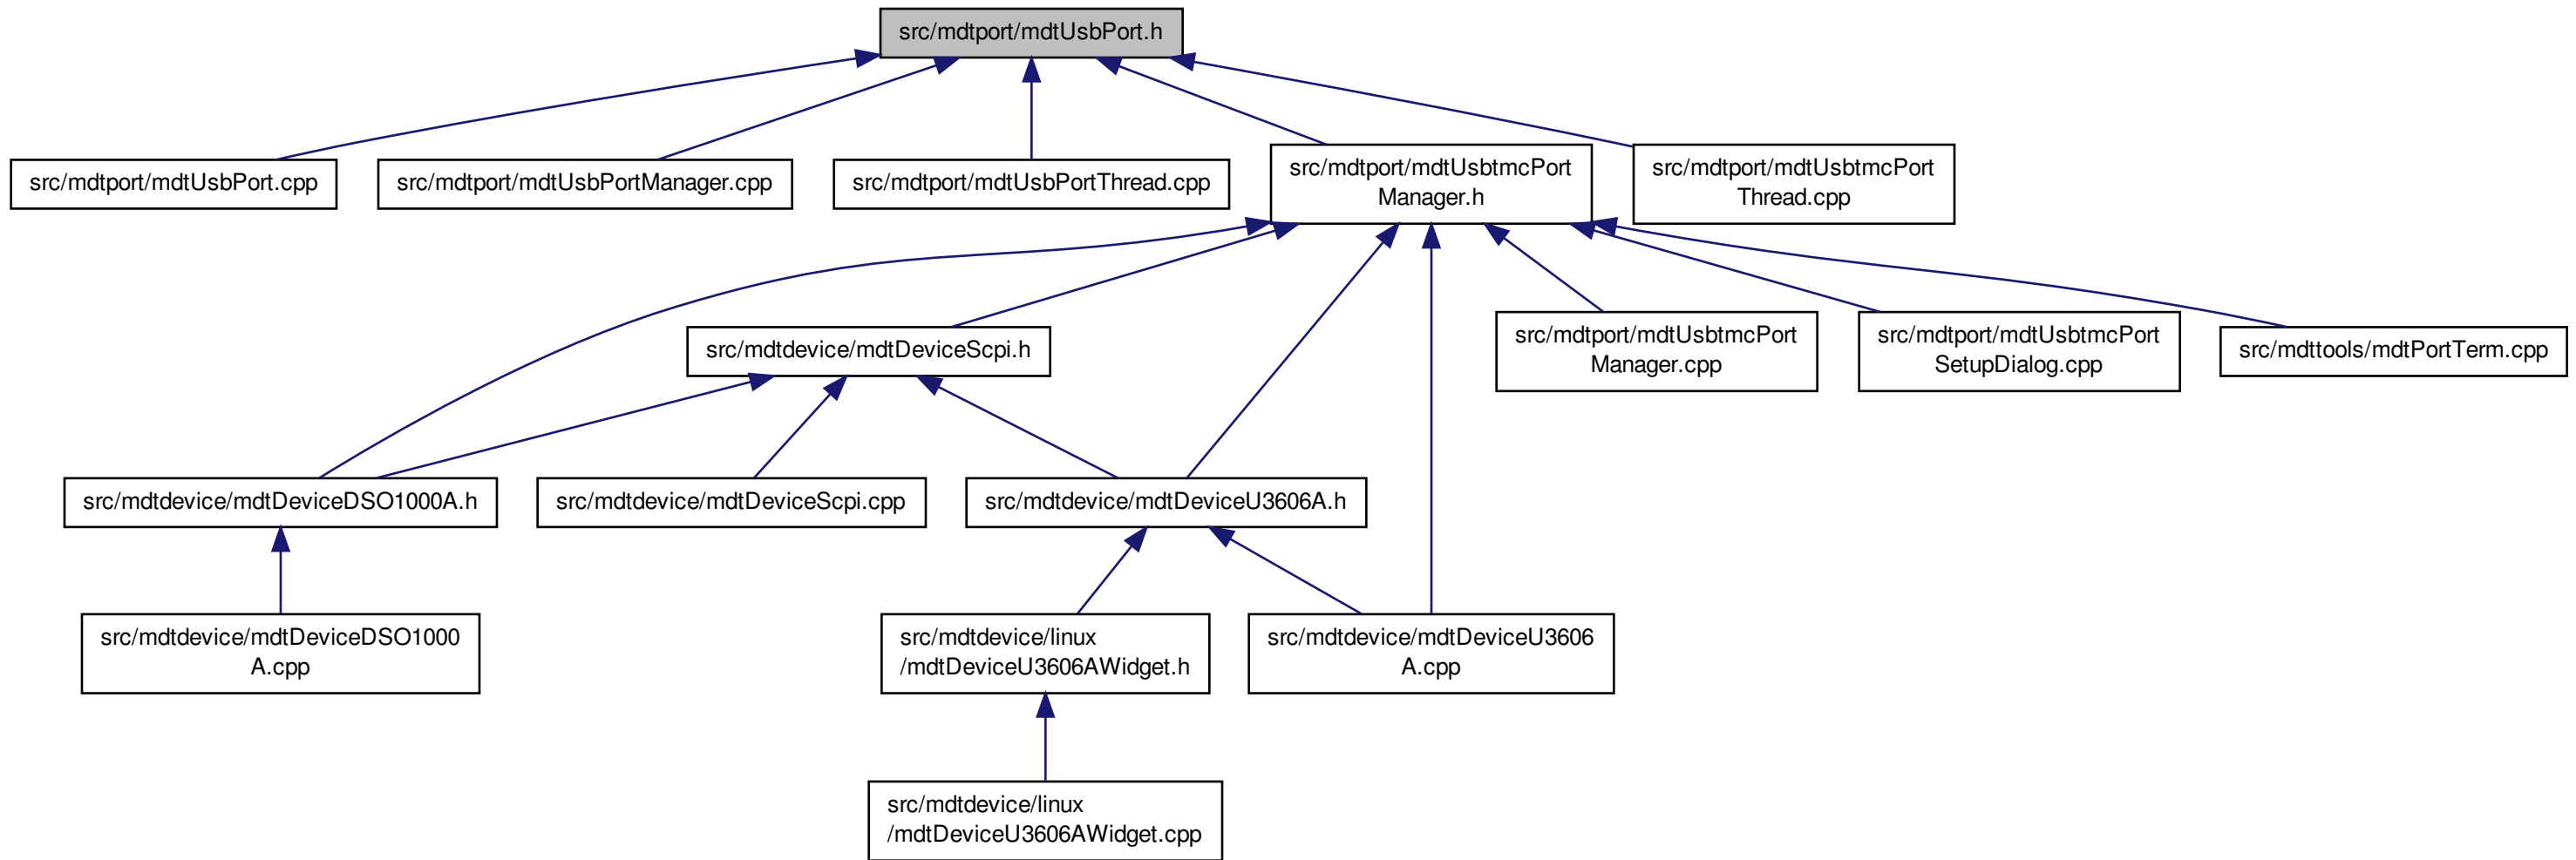 src/mdtport/mdtUsbPort.h
src/mdtport/mdtUsbPort.cpp
src/mdtport/mdtUsbPortManager.cpp
src/mdtport/mdtUsbPortThread.cpp
src/mdtport/mdtUsbtmcPort
Manager.h
src/mdtport/mdtUsbtmcPort
Thread.cpp
src/mdtdevice/mdtDeviceScpi.h
src/mdtport/mdtUsbtmcPort
Manager.cpp
src/mdtport/mdtUsbtmcPort
SetupDialog.cpp
src/mdttools/mdtPortTerm.cpp
src/mdtdevice/mdtDeviceDSO1000A.h
src/mdtdevice/mdtDeviceScpi.cpp
src/mdtdevice/mdtDeviceU3606A.h
src/mdtdevice/mdtDeviceDSO1000
A.cpp
src/mdtdevice/linux
/mdtDeviceU3606AWidget.h
src/mdtdevice/mdtDeviceU3606
A.cpp
src/mdtdevice/linux
/mdtDeviceU3606AWidget.cpp